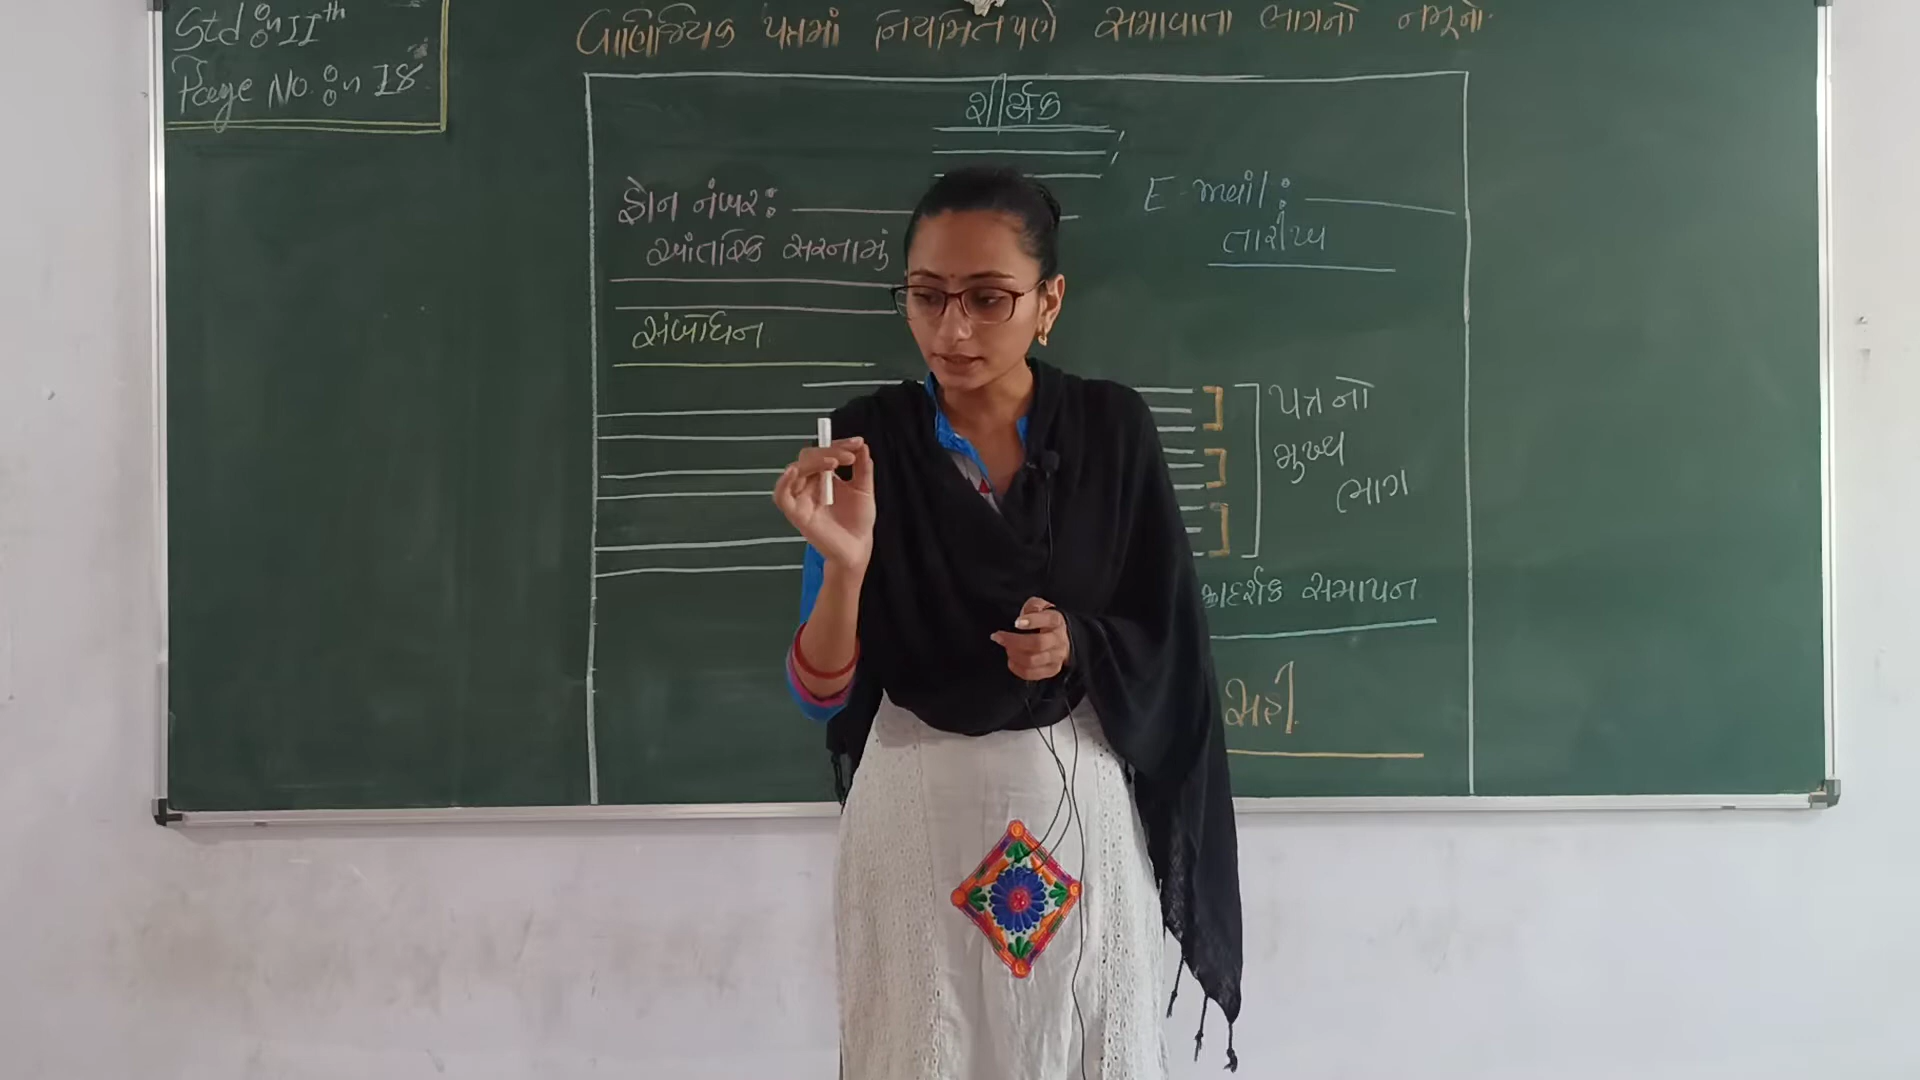 Std : 11th
Page No. : 18
વાણિજ્યિક પત્રમાં નિયમિતપણે સમાવાતા ભાગનો નમૂનો.
શીર્ષક
ફોન નંબર: E-મેઈલ:
આંતરિક સરનામું તારીખ
સંબોધન
પત્રનો
મુખ્ય
ભાગ
સમાપન
સહી.